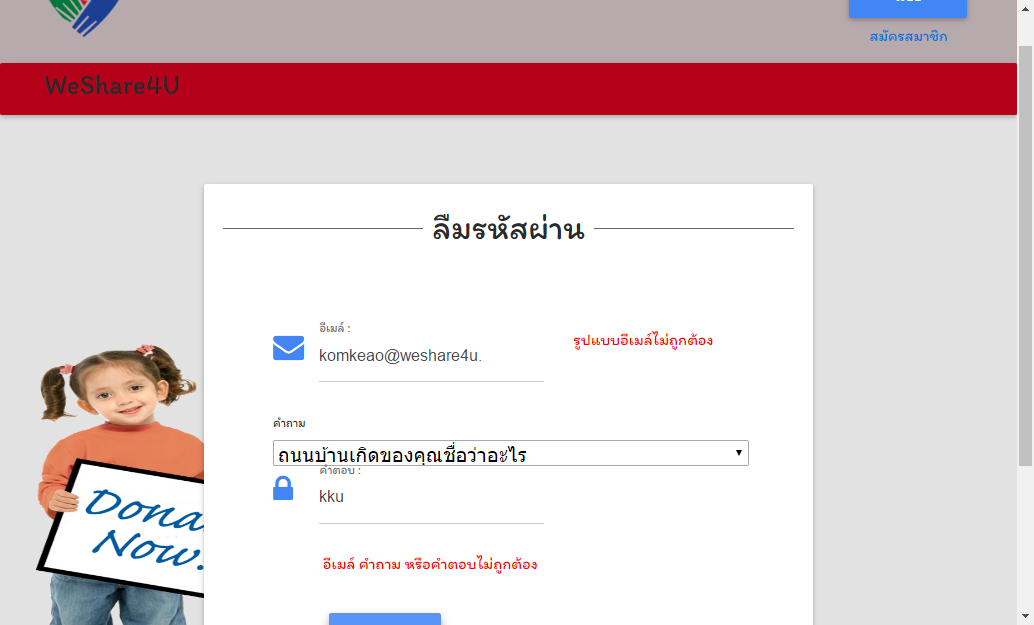 สมัครสมาชิก
WeShare4U
ลืมรหัสผ่าน
อีเมล์ :
komkeao@weshare4u.
รูปแบบอีเมล์ไม่ถูกต้อง
คำถาม
ถนนบ้านเกิดของคุณชื่อว่าอะไร
คำตอบ :
kku
อีเมล์ คำถาม หรือคำตอบไม่ถูกต้อง
Dona
Now.